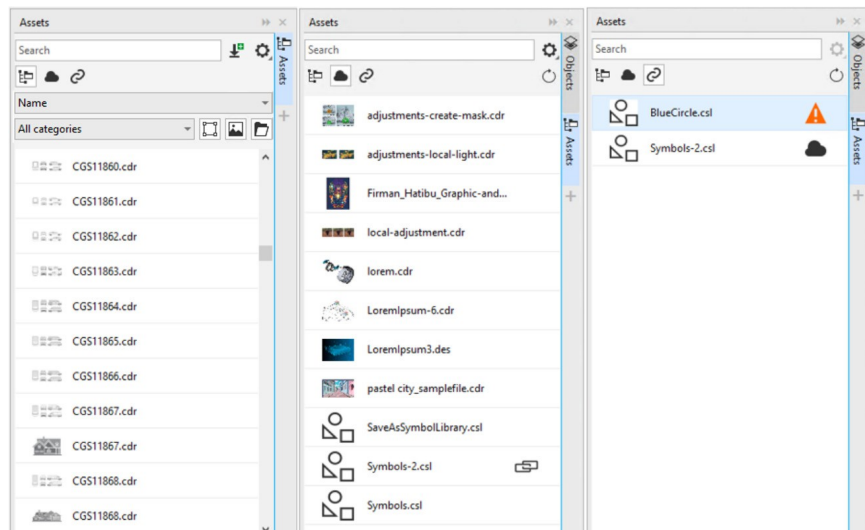 Assets
Search
Assets
Name
All categories
CGS11860.cdr
CGS11861.cdr
CGS11862.cdr
CGS11863.cdr
CGS11864.cdr
CGS11865.cdr
CGS11866.cdr
CGS11867.cdr
CGS11867.cdr
CGS11868.cdr
CGS11868.cdr
Assets
Search
Objects
Assets
adjustments-create-mask.cdr
adjustments-local-light.cdr
Firman_Hatibu_Graphic-and...
local-adjustment.cdr
lorem.cdr
LoremIpsum-6.cdr
LoremIpsum3.des
pastel city_samplefile.cdr
SaveAsSymbolLibrary.csl
Symbols-2.csl
Symbols.csl
Assets
Search
Objects
Assets
BlueCircle.csl
Symbols-2.csl